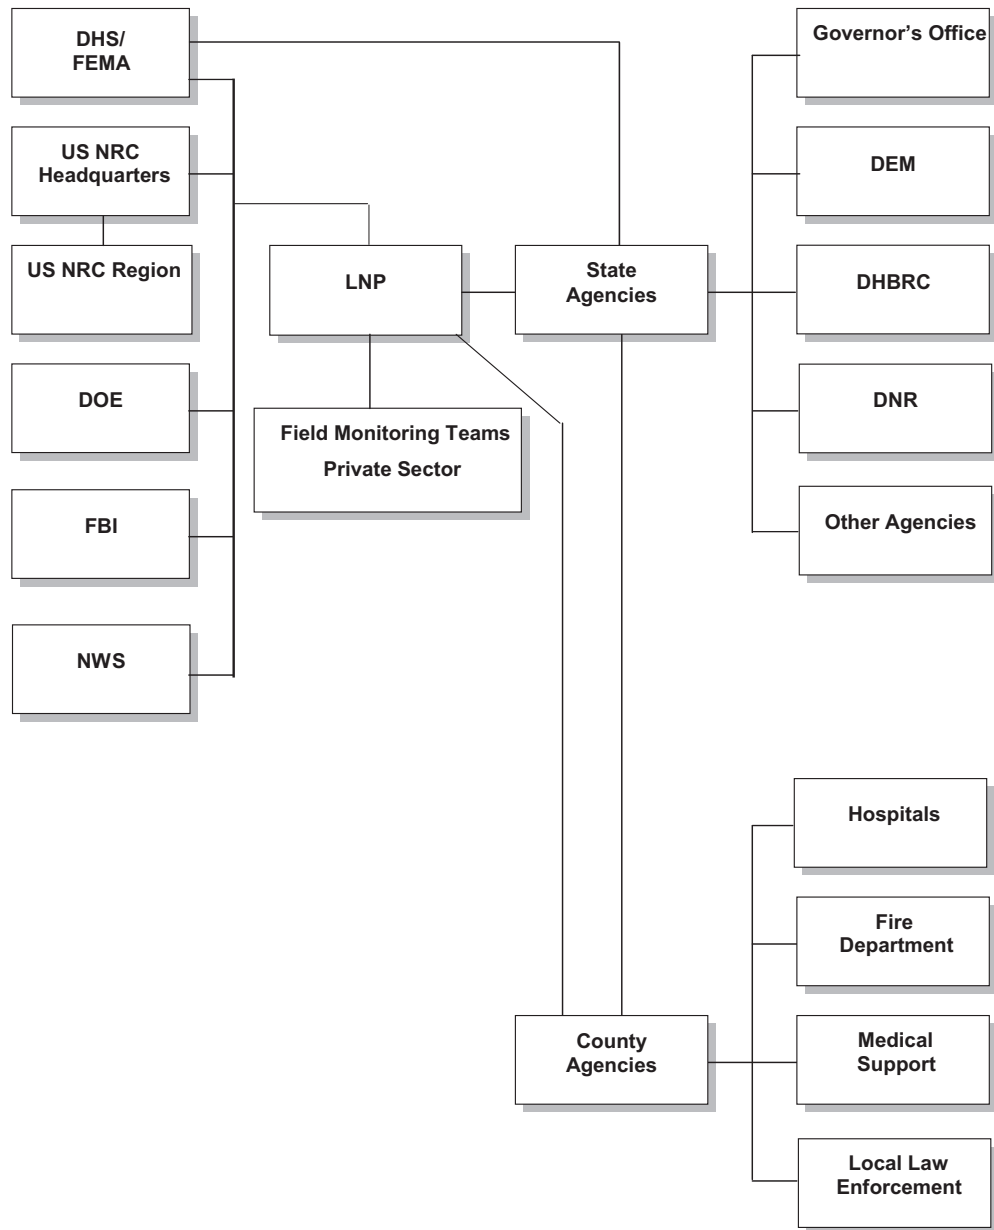 DHS/
FEMA
US NRC
Headquarters
US NRC Region
DOE
FBI
NWS
LNP
Field Monitoring Teams
Private Sector
State
Agencies
Governor's Office
DEM
DHBRC
DNR
Other Agencies
County
Agencies
Hospitals
Fire
Department
Medical
Support
Local Law
Enforcement